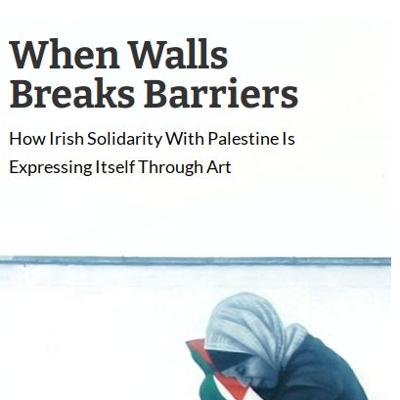 When Walls
Breaks Barriers
How Irish Solidarity With Palestine Is
Expressing Itself Through Art